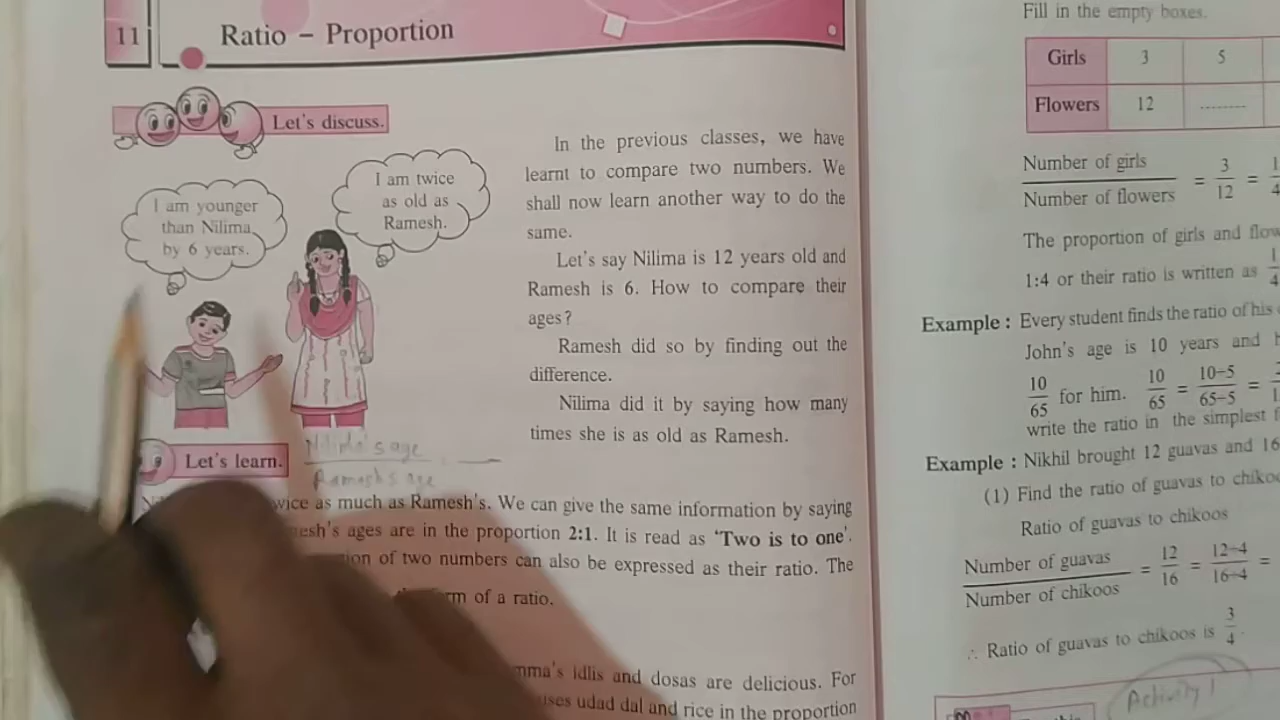 11
Ratio – Proportion
Let's discuss.
I am younger
than Nilima
by 6 years.
I am twice
as old as
Ramesh.
In the previous classes, we have
learnt to compare two numbers. We
shall now learn another way to do the
same.
Let's say Nilima is 12 years old and
Ramesh is 6. How to compare their
ages?
Ramesh did so by finding out the
difference.
Nilima did it by saying how many
times she is as old as Ramesh.
Let's learn.
Nilima's age
Ramesh's age
as much as Ramesh's. We can give the same information by saying
ages are in the proportion 2:1. It is read as 'Two is to one'.
of two numbers can also be expressed as their ratio. The
of a ratio.
idlis and dosas are delicious. For
udad dal and rice in the proportion
Fill in the empty boxes.
Girls 3 5
Flowers 12 ........
Number of girls
Number of flowers
= 3/12 =
The proportion of girls and
1:4 or their ratio is written as 1/4
Example : Every student finds the ratio of his
John's age is 10 years and
10/65 for him. 10/65 = 10÷5/65÷5 =
write the ratio in the simplest
Example : Nikhil brought 12 guavas and 16
(1) Find the ratio of guavas to
Ratio of guavas to chikoos
Number of guavas
Number of chikoos
= 12/16 = 12÷4/16÷4 =
∴ Ratio of guavas to chikoos is 3/4.
Activity 1